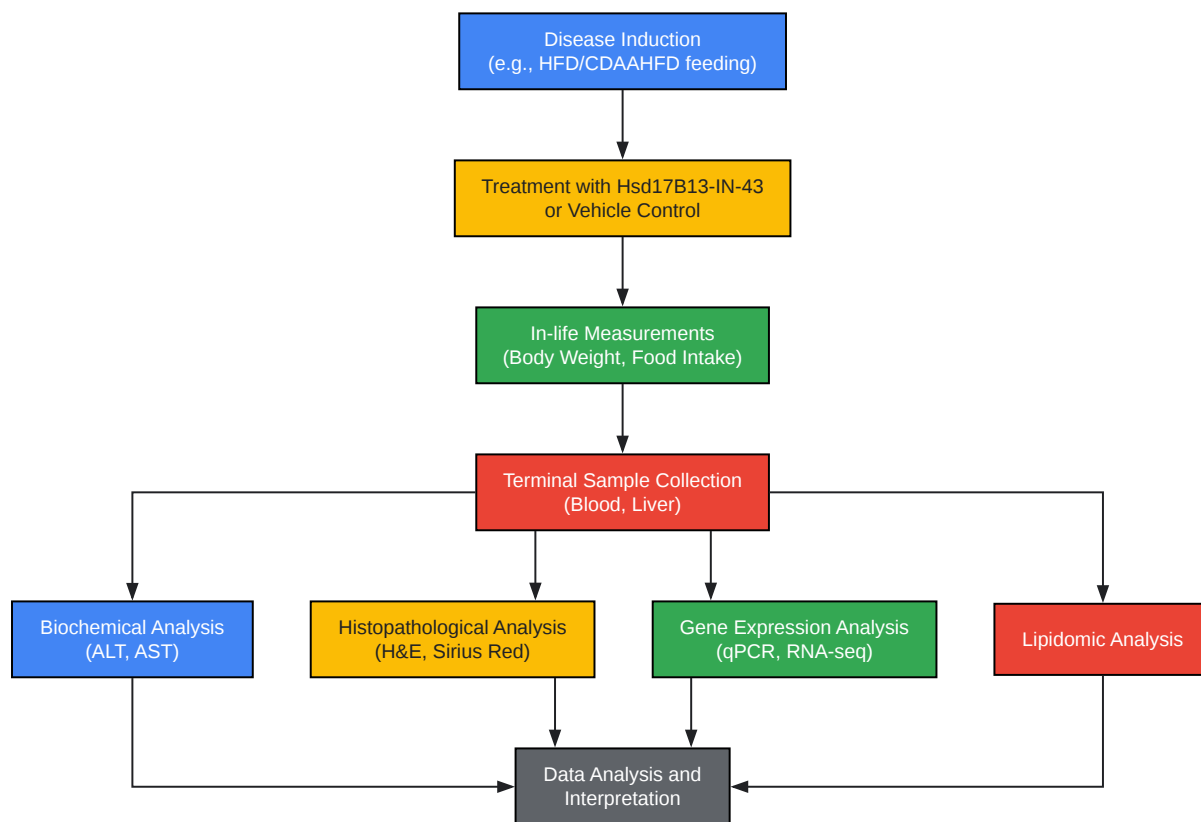 Disease Induction
(e.g., HFD/CDAAHFD feeding)
Treatment with Hsd17B13-IN-43
or Vehicle Control
In-life Measurements
(Body Weight, Food Intake)
Terminal Sample Collection
(Blood, Liver)
Biochemical Analysis
(ALT, AST)
Histopathological Analysis
(H&E, Sirius Red)
Gene Expression Analysis
(qPCR, RNA-seq)
Lipidomic Analysis
Data Analysis and
Interpretation